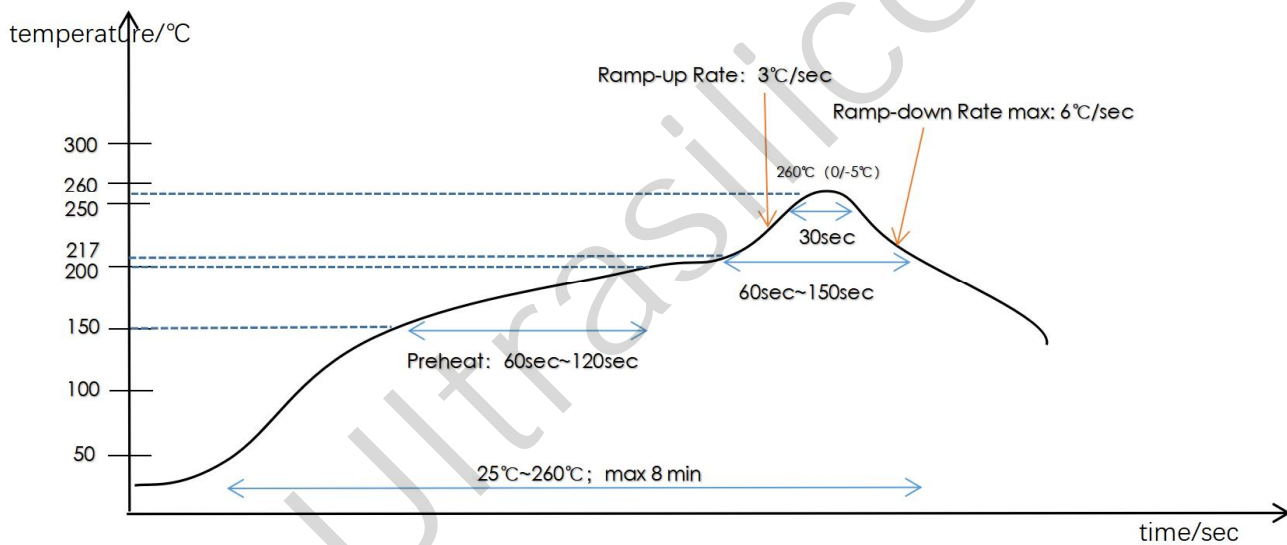 temperature/℃
Ramp-up Rate: 3℃/sec
Ramp-down Rate max: 6℃/sec
300
260℃ (0/-5℃)
260
250
30sec
217
200
60sec~150sec
150
Preheat: 60sec~120sec
100
50
25℃~260℃; max 8 min
time/sec
Ultrasilico